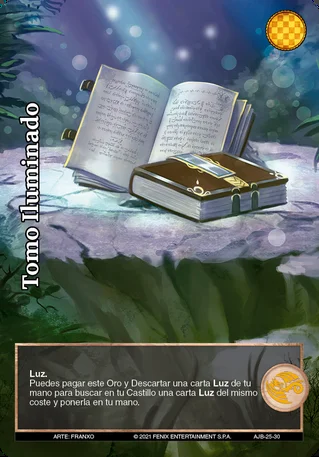 Tomo Iluminado
Luz.
Puedes pagar este Oro y Descartar una carta Luz de tu
mano para buscar en tu Castillo una carta Luz del mismo
coste y ponerla en tu mano.
ARTE: FRANXO © 2021 FENIX ENTERTAINMENT S.P.A. AJB-25-30